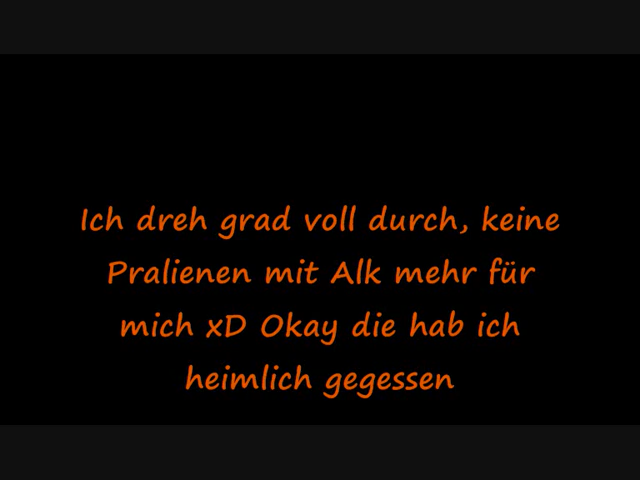 Ich dreh grad voll durch, keine
Pralienen mit Alk mehr für
mich xD Okay die hab ich
heimlich gegessen